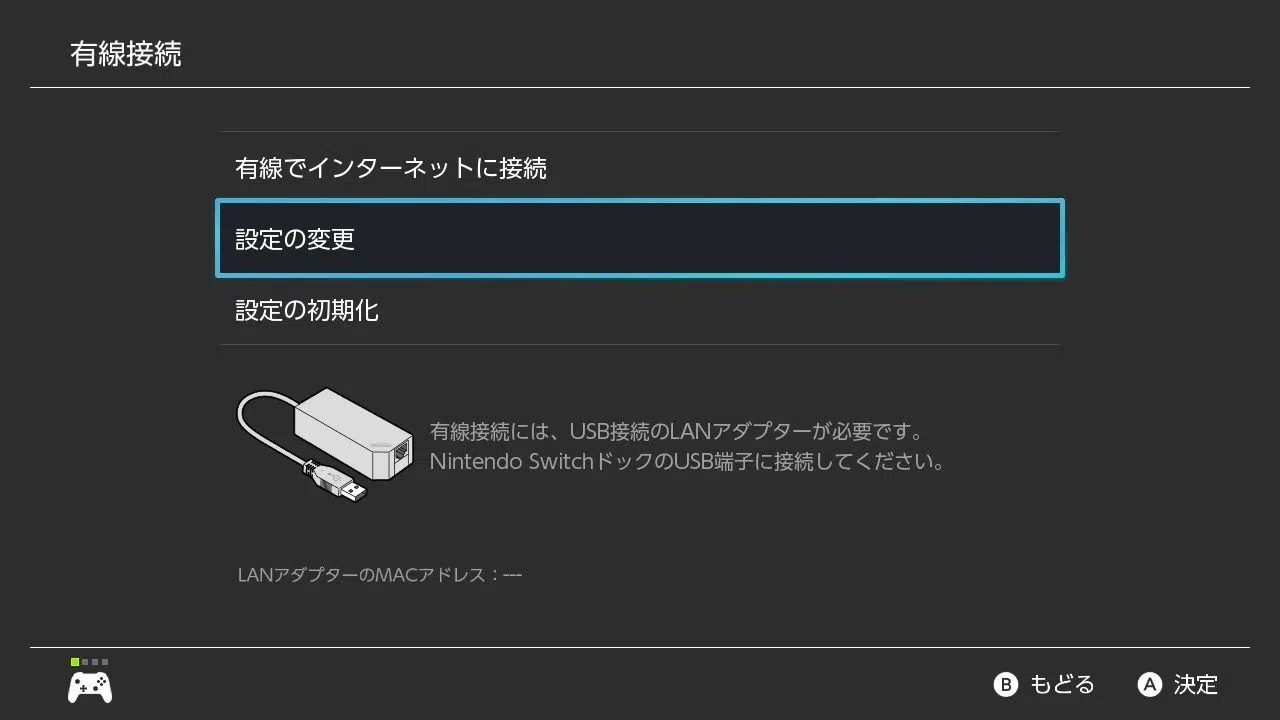 有線接続
有線でインターネットに接続
設定の変更
設定の初期化
有線接続には、USB接続のLANアダプターが必要です。
Nintendo SwitchドックのUSB端子に接続してください。
LANアダプターのMACアドレス：---
B もどる A 決定